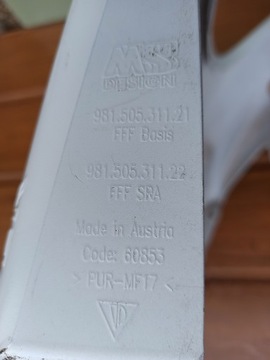 981.505.311.21
FFF Basis
981.505.311.22
FFF SRA
Made in Austria
Code: 60853
> PUR-MF17 <